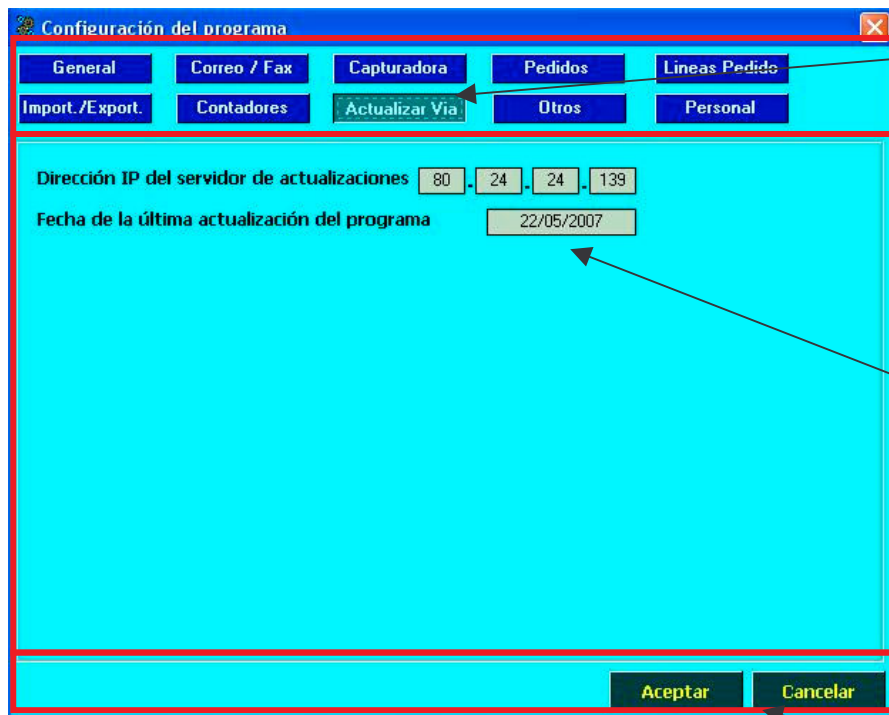 Configuración del programa
General Correo / Fax Capturadora Pedidos Lineas Pedido
Import./Export. Contadores Actualizar Via Otros Personal
Dirección IP del servidor de actualizaciones 80 . 24 . 24 . 139
Fecha de la última actualización del programa 22/05/2007
Aceptar Cancelar